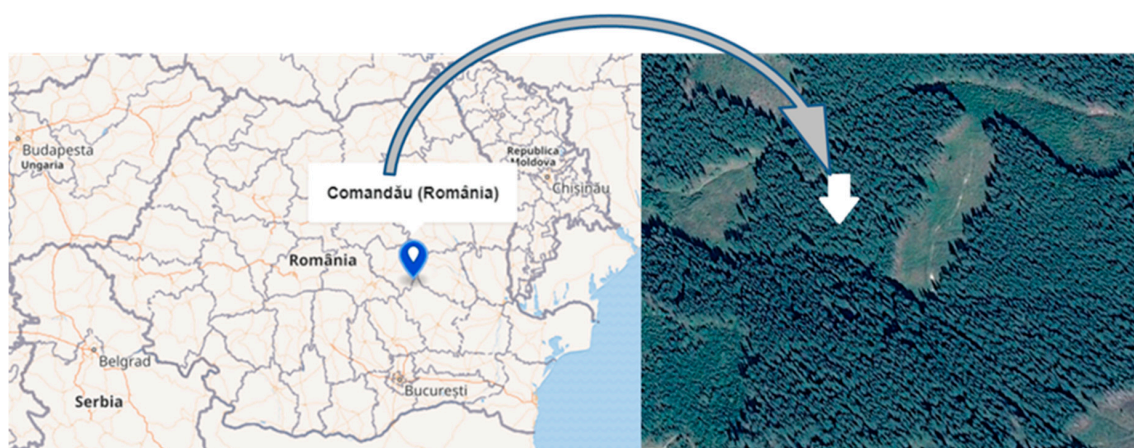 Budapesta
Ungaria
Republica
Moldova
Chișinău
Comandău (România)
România
Belgrad
București
Serbia